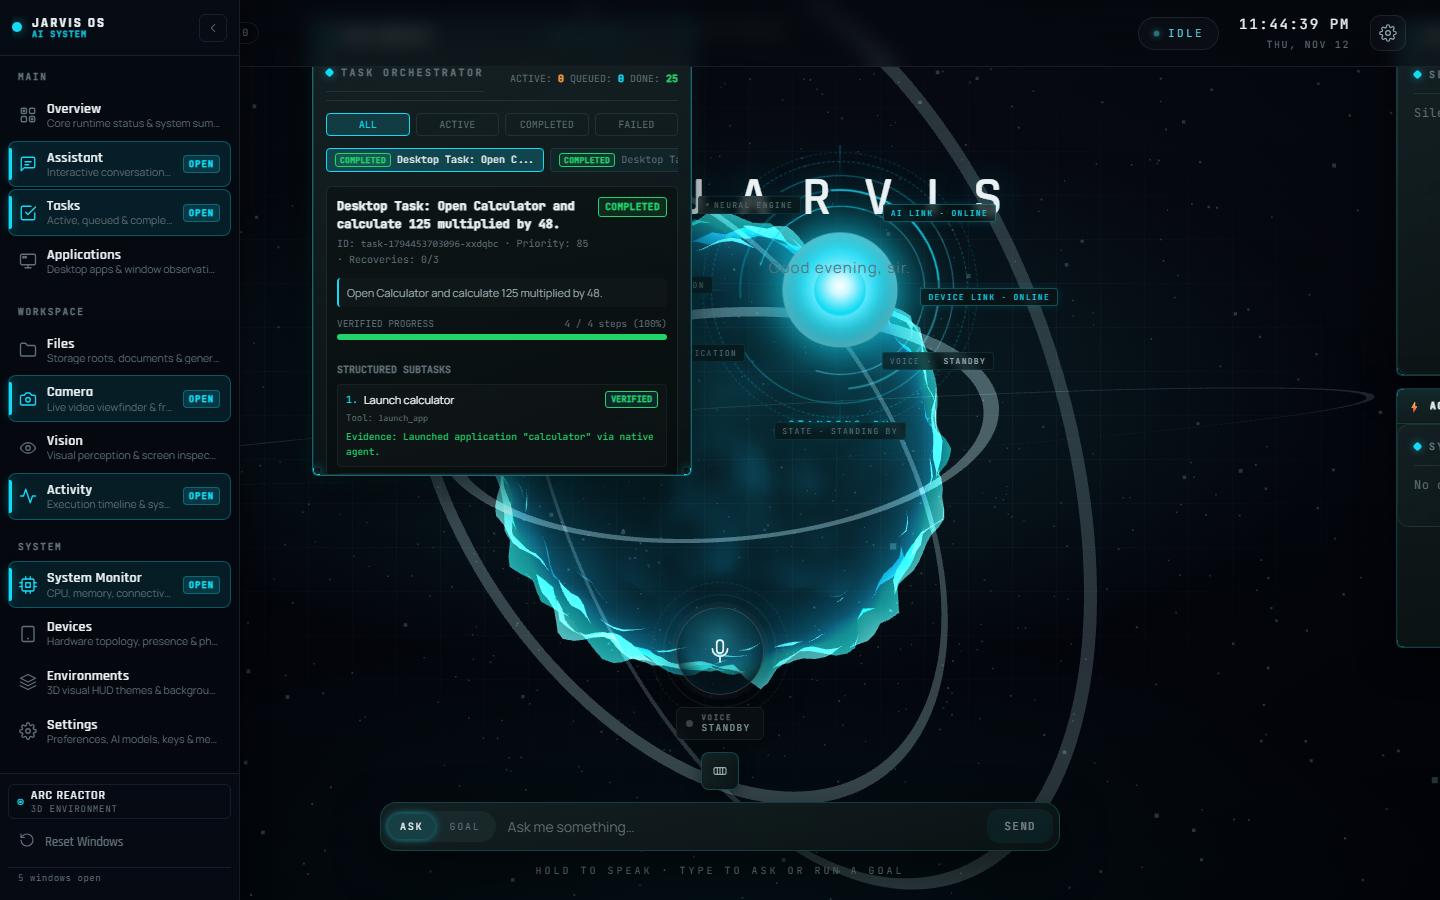 JARVIS OS
AI SYSTEM
MAIN
Overview
Core runtime status & system sum...
Assistant
Interactive conversation...
OPEN
Tasks
Active, queued & comple...
OPEN
Applications
Desktop apps & window observati...
WORKSPACE
Files
Storage roots, documents & gener...
Camera
Live video viewfinder & fr...
OPEN
Vision
Visual perception & screen inspec...
Activity
Execution timeline & sys...
OPEN
SYSTEM
System Monitor
CPU, memory, connectiv...
OPEN
Devices
Hardware topology, presence & ph...
Environments
3D visual HUD themes & backgrou...
Settings
Preferences, AI models, keys & me...
ARC REACTOR
3D ENVIRONMENT
Reset Windows
5 windows open
IDLE
11:44:39 PM
THU, NOV 12
TASK ORCHESTRATOR
ACTIVE: 0 QUEUED: 0 DONE: 25
ALL
ACTIVE
COMPLETED
FAILED
COMPLETED Desktop Task: Open C...
COMPLETED Desktop Ta
Desktop Task: Open Calculator and
calculate 125 multiplied by 48.
COMPLETED
ID: task-1794453703096-xxdqbc · Priority: 85
· Recoveries: 0/3
Open Calculator and calculate 125 multiplied by 48.
VERIFIED PROGRESS
4 / 4 steps (100%)
STRUCTURED SUBTASKS
1. Launch calculator
VERIFIED
Tool: launch_app
Evidence: Launched application "calculator" via native
agent.
JARVIS
NEURAL ENGINE
AI LINK - ONLINE
Good evening, sir.
DEVICE LINK - ONLINE
VOICE - STANDBY
STATE - STANDING BY
VOICE
STANDBY
ASK
GOAL
Ask me something...
SEND
HOLD TO SPEAK · TYPE TO ASK OR RUN A GOAL